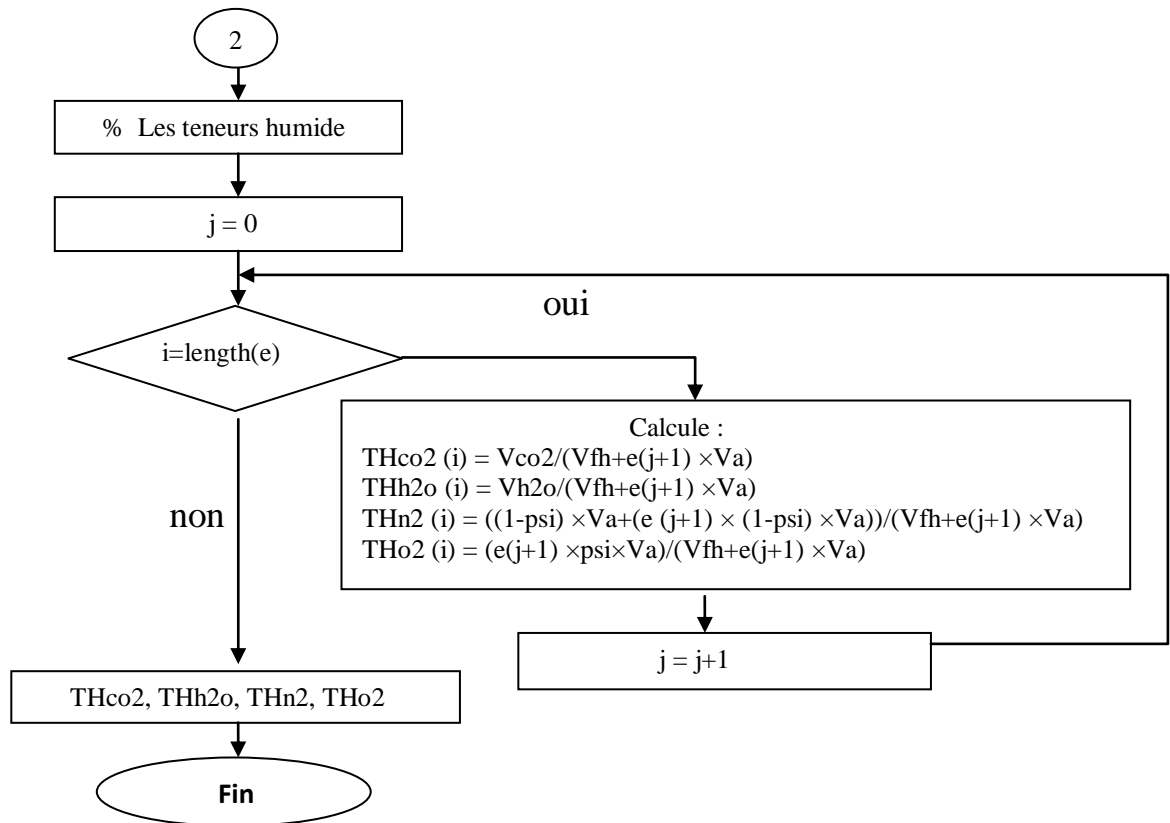 2
% Les teneurs humide
j = 0
oui
i=length(e)
Calcule :
THco2 (i) = Vco2/(Vfh+e(j+1) ×Va)
THh2o (i) = Vh2o/(Vfh+e(j+1) ×Va)
THn2 (i) = ((1-psi) ×Va+(e (j+1) × (1-psi) ×Va))/(Vfh+e(j+1) ×Va)
THo2 (i) = (e(j+1) ×psi×Va)/(Vfh+e(j+1) ×Va)
non
j = j+1
THco2, THh2o, THn2, THo2
Fin